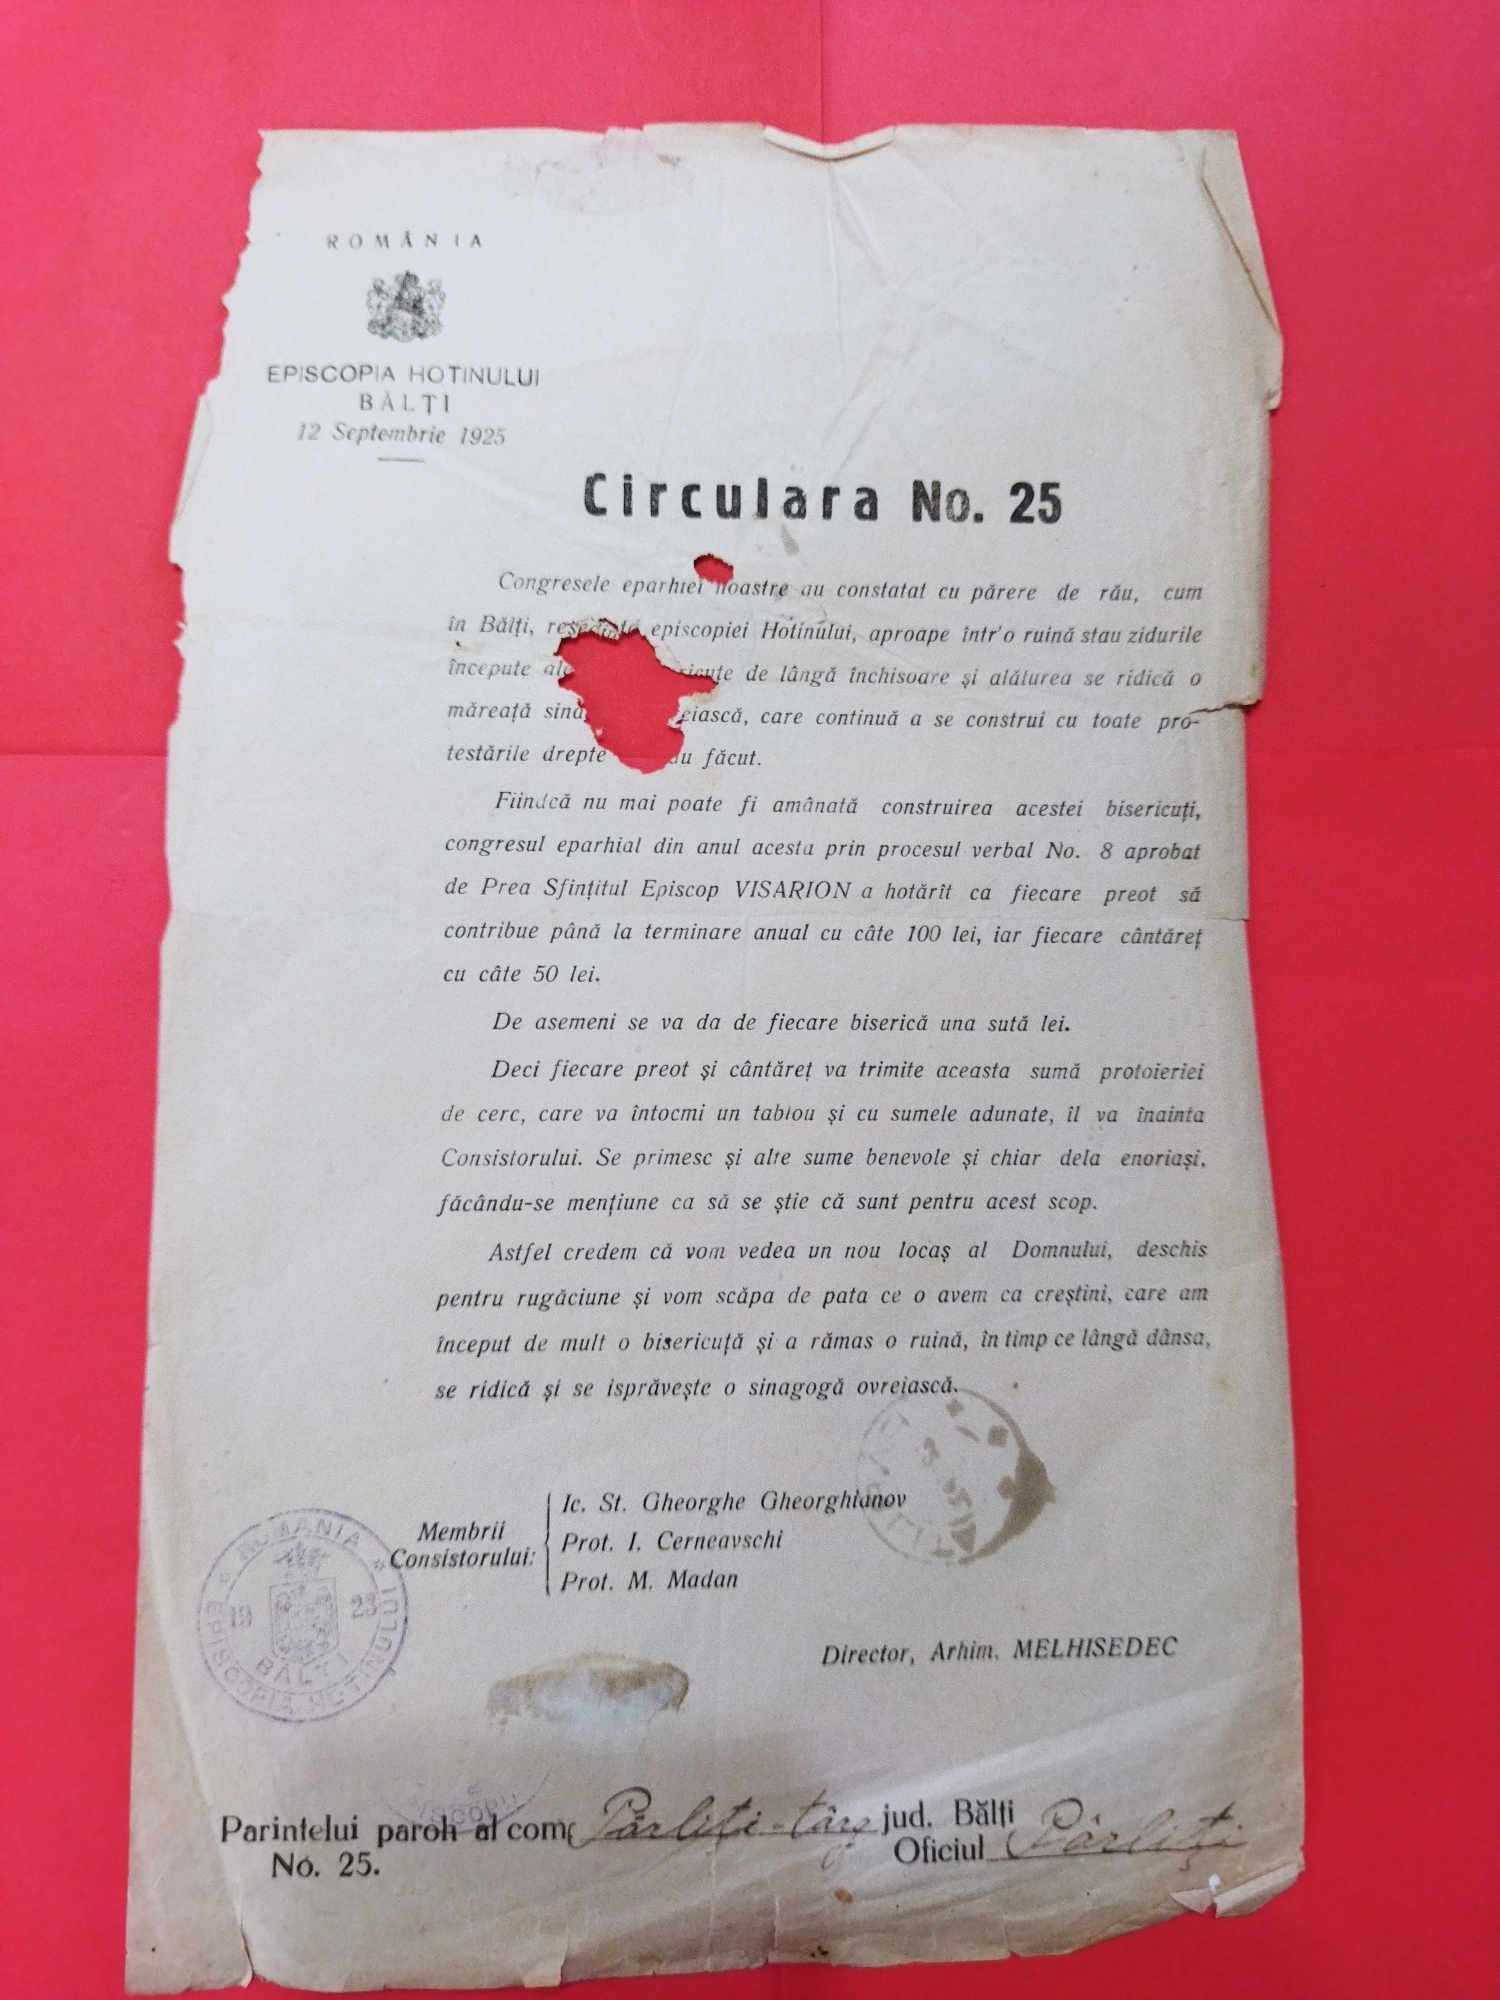 ROMÂNIA
EPISCOPIA HOTINULUI
BĂLȚI
12 Septembrie 1925
Circulara No. 25
Congresele eparhiei noastre au constatat cu părere de rău, cum
în Bălți, episcopiei Hotinului, aproape într'o ruină stau zidurile
începute de lângă închisoare și alăturea se ridică o
măreață care continuă a se construi cu toate pro-
testările drepte făcut.
Fiindcă nu mai poate fi amânată construirea acestei bisericuți,
congresul eparhial din anul acesta prin procesul verbal No. 8 aprobat
de Prea Sfințitul Episcop VISARION a hotărît ca fiecare preot să
contribue până la terminare anual cu câte 100 lei, iar fiecare cântăreț
cu câte 50 lei.
De asemeni se va da de fiecare biserică una sută lei.
Deci fiecare preot și cântăreț va trimite aceasta sumă protoieriei
de cerc, care va întocmi un tablou și cu sumele adunate, îl va înainta
Consistorului. Se primesc și alte sume benevole și chiar dela enoriași,
făcându-se mențiune ca să se știe că sunt pentru acest scop.
Astfel credem că vom vedea un nou locaș al Domnului, deschis
pentru rugăciune și vom scăpa de pata ce o avem ca creștini, care am
început de mult o bisericuță și a rămas o ruină, în timp ce lângă dânsa,
se ridică și se isprăvește o sinagogă ovreiască.
Membrii
Consistorului:
Ic. St. Gheorghe Gheorghianov
Prot. I. Cerneavschi
Prot. M. Madan
Director, Arhim. MELHISEDEC
ROMANIA
EPISCOPIA HOTINULUI
19 23
BĂLȚI
Parintelui paroh al com Pârliți-târg jud. Bălți
No. 25. Oficiul Pârliți